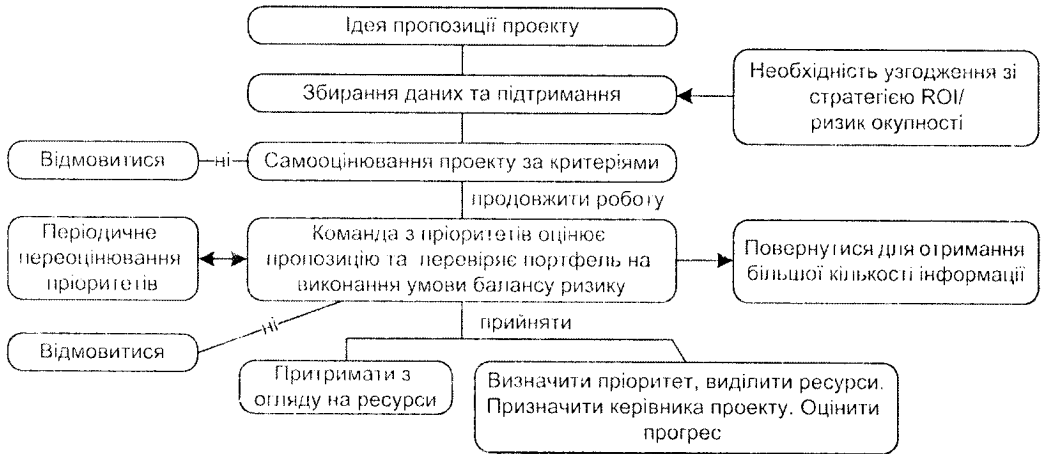 Ідея пропозиції проекту
Збирання даних та підтримання
Необхідність узгодження зі
стратегією ROI/
ризик окупності
Відмовитися
ні
Самооцінювання проекту за критеріями
продовжити роботу
Періодичне
переоцінювання
пріоритетів
Команда з пріоритетів оцінює
пропозицію та перевіряє портфель на
виконання умови балансу ризику
Повернутися для отримання
більшої кількості інформації
ні
Відмовитися
прийняти
Притримати з
огляду на ресурси
Визначити пріоритет, виділити ресурси.
Призначити керівника проекту. Оцінити
прогрес